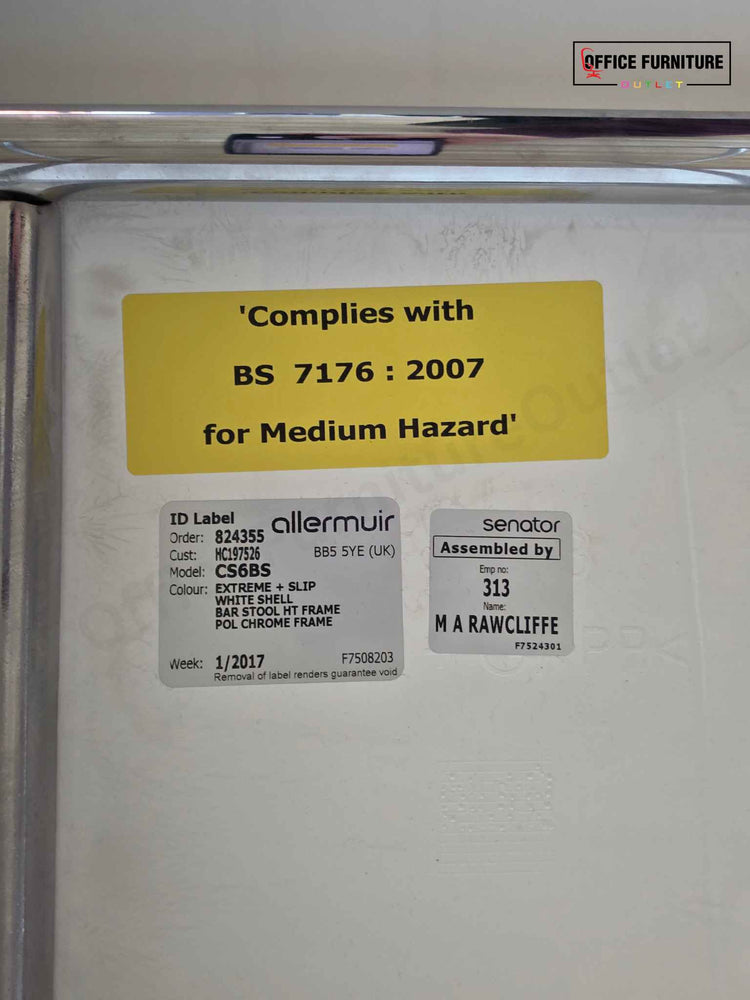 OFFICE FURNITURE
OUTLET
'Complies with
BS 7176 : 2007
for Medium Hazard'
ID Label allermuir
Order: 824355
Cust: HC197526 BB5 5YE (UK)
Model: CS6BS
Colour: EXTREME + SLIP
WHITE SHELL
BAR STOOL HT FRAME
POL CHROME FRAME
Week: 1/2017 F7508203
Removal of label renders guarantee void
senator
Assembled by
Emp no:
313
Name:
M A RAWCLIFFE
F7524301